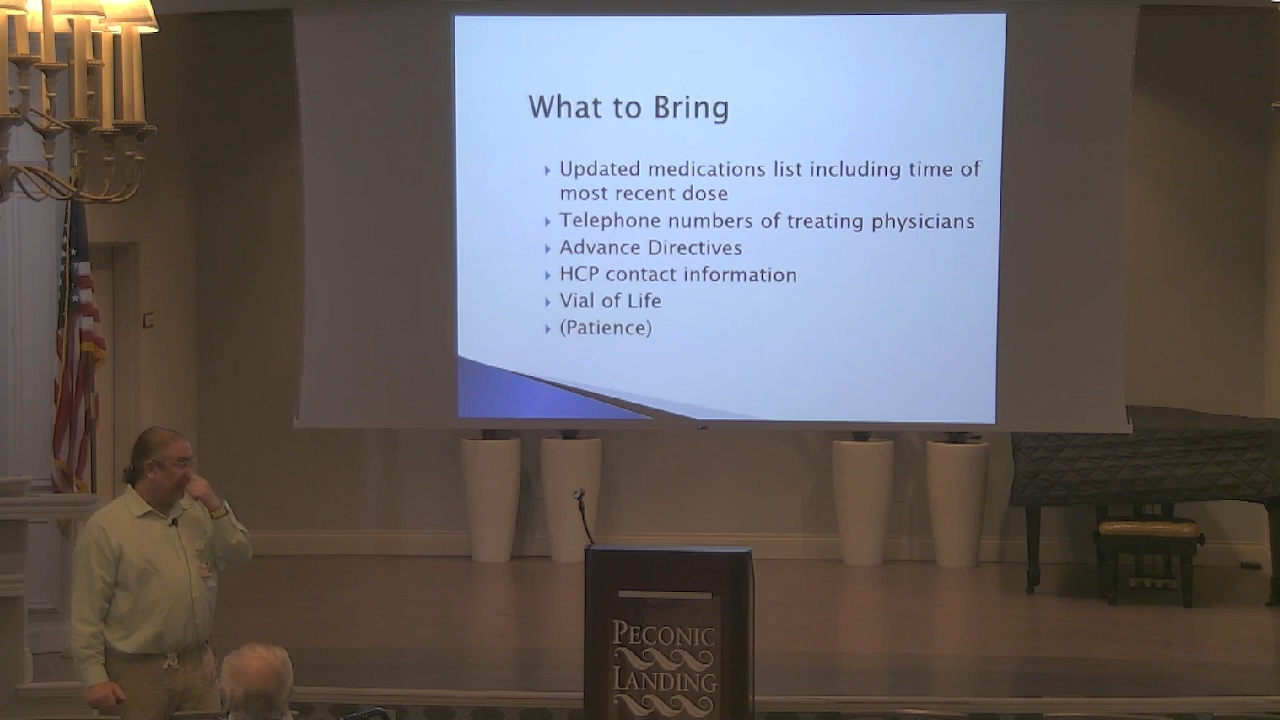 What to Bring
Updated medications list including time of
most recent dose
Telephone numbers of treating physicians
Advance Directives
HCP contact information
Vial of Life
(Patience)
PECONIC
LANDING